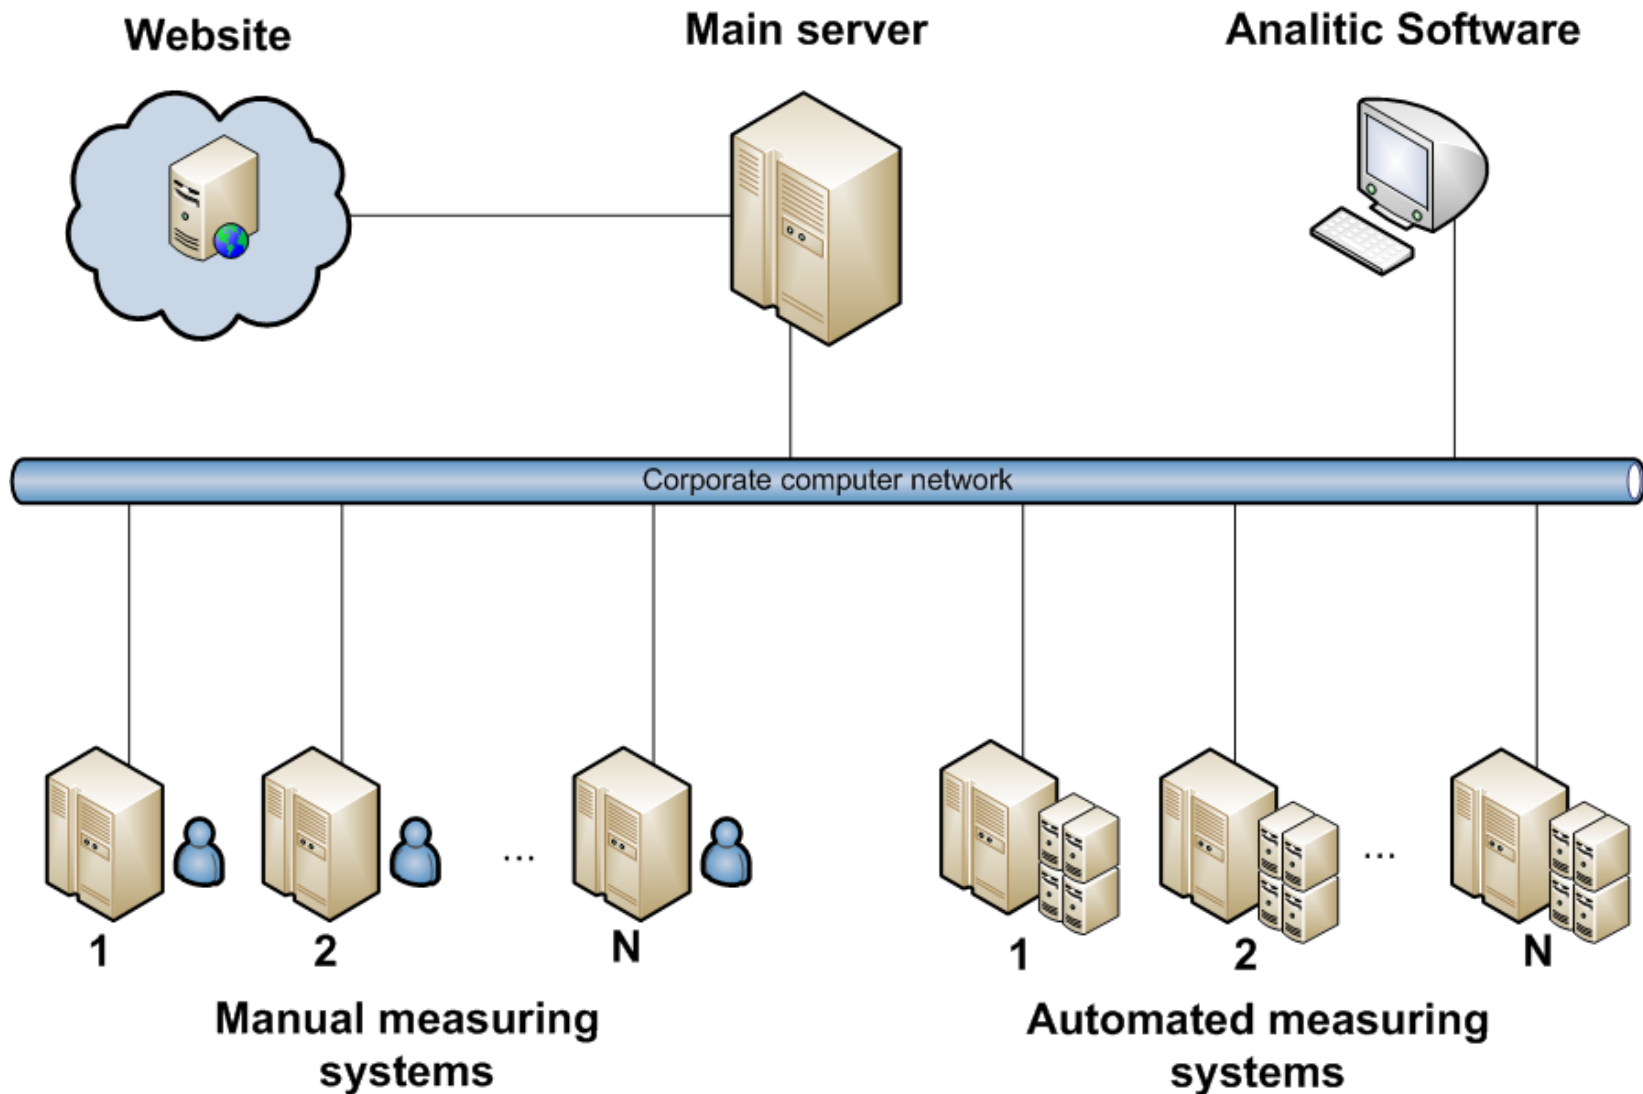 Website
Main server
Analitic Software
Corporate computer network
...
...
1
2
N
1
2
N
Manual measuring
systems
Automated measuring
systems